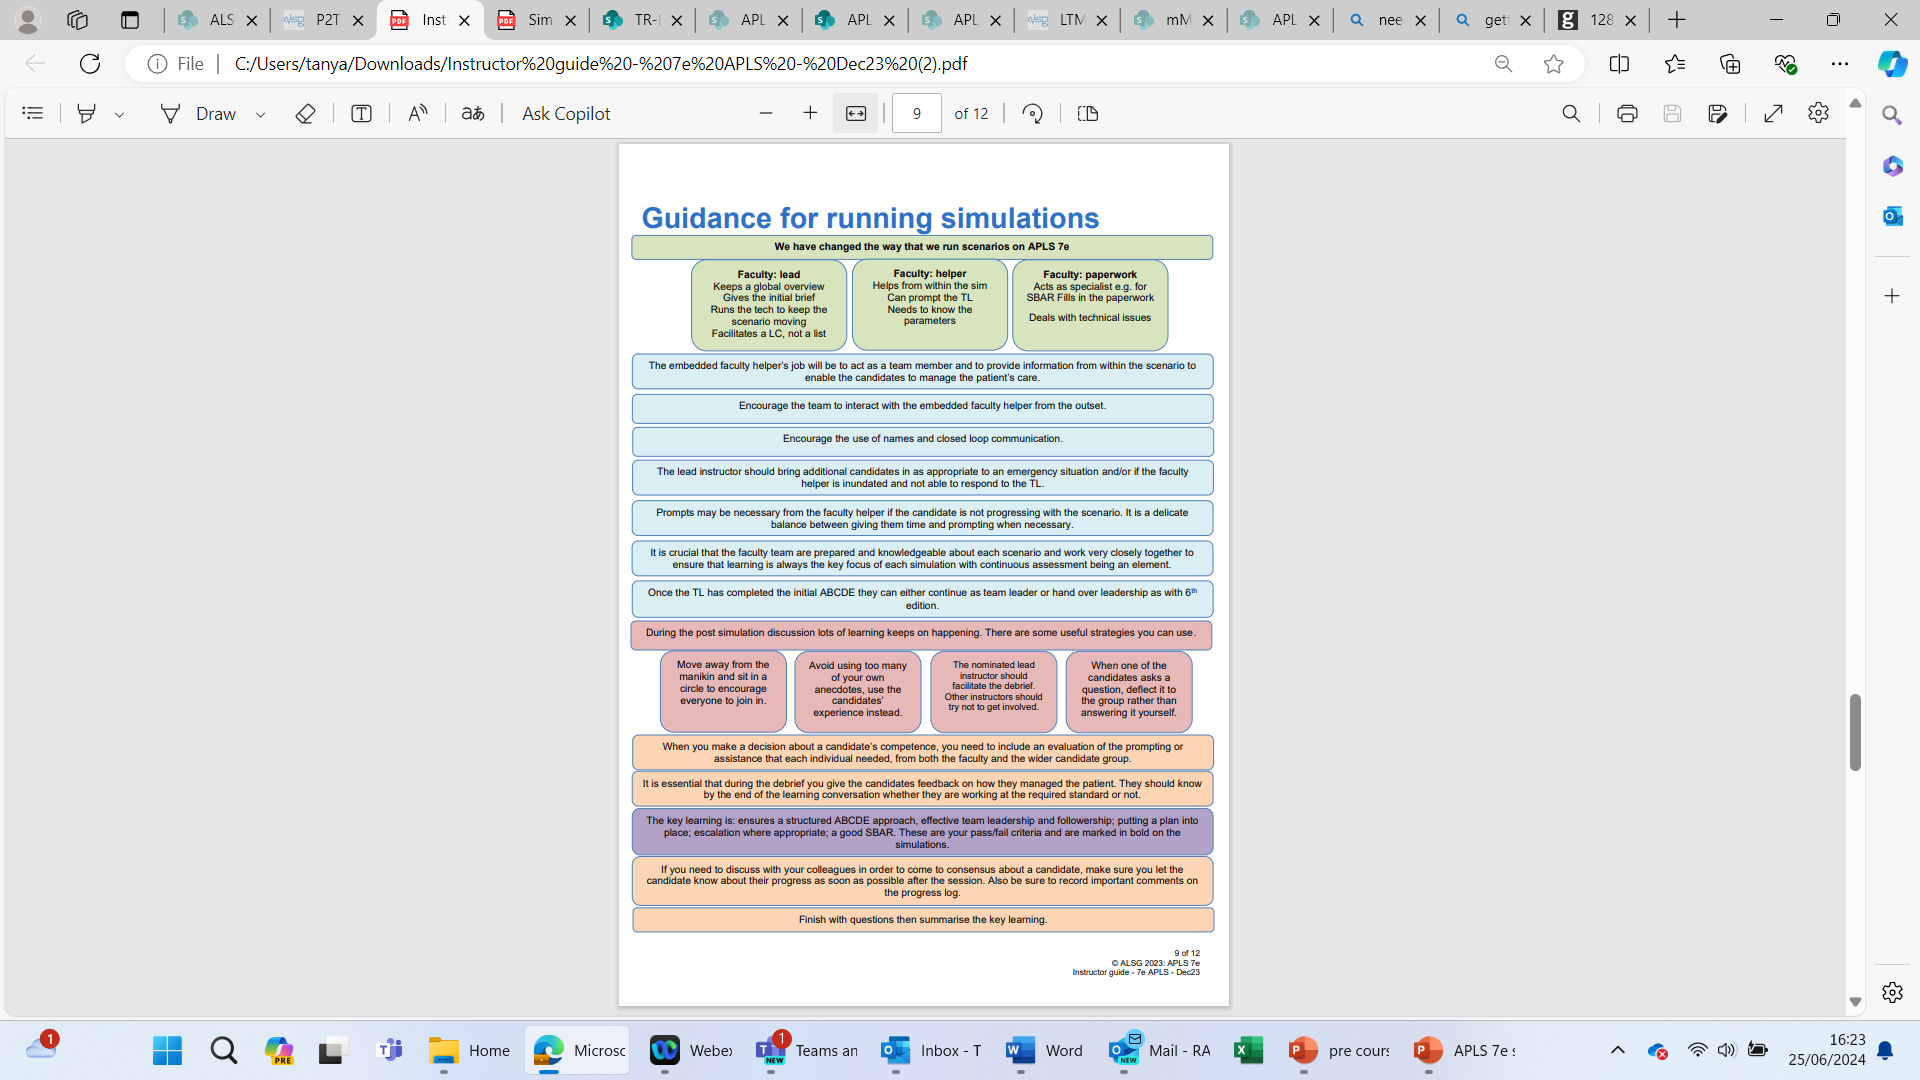 ALS
P2T
Inst
Sim
TR-
APL
APL
APL
LTM
mM
APL
nee
get
128
File
C:/Users/tanya/Downloads/Instructor%20guide%20-%207e%20APLS%20-%20Dec23%20(2).pdf
Draw
Ask Copilot
9
of 12
Guidance for running simulations
We have changed the way that we run scenarios on APLS 7e
Faculty: lead
Keeps a global overview
Gives the initial brief
Runs the tech to keep the
scenario moving
Facilitates a LC, not a list
Faculty: helper
Helps from within the sim
Can prompt the TL
Needs to know the
parameters
Faculty: paperwork
Acts as specialist e.g. for
SBAR Fills in the paperwork
Deals with technical issues
The embedded faculty helper's job will be to act as a team member and to provide information from within the scenario to
enable the candidates to manage the patient's care.
Encourage the team to interact with the embedded faculty helper from the outset.
Encourage the use of names and closed loop communication.
The lead instructor should bring additional candidates in as appropriate to an emergency situation and/or if the faculty
helper is inundated and not able to respond to the TL.
Prompts may be necessary from the faculty helper if the candidate is not progressing with the scenario. It is a delicate
balance between giving them time and prompting when necessary.
It is crucial that the faculty team are prepared and knowledgeable about each scenario and work very closely together to
ensure that learning is always the key focus of each simulation with continuous assessment being an element.
Once the TL has completed the initial ABCDE they can either continue as team leader or hand over leadership as with 6th
edition.
During the post simulation discussion lots of learning keeps on happening. There are some useful strategies you can use.
Move away from the
manikin and sit in a
circle to encourage
everyone to join in.
Avoid using too many
of your own
anecdotes, use the
candidates'
experience instead.
The nominated lead
instructor should
facilitate the debrief.
Other instructors should
try not to get involved.
When one of the
candidates asks a
question, deflect it to
the group rather than
answering it yourself.
When you make a decision about a candidate's competence, you need to include an evaluation of the prompting or
assistance that each individual needed, from both the faculty and the wider candidate group.
It is essential that during the debrief you give the candidates feedback on how they managed the patient. They should know
by the end of the learning conversation whether they are working at the required standard or not.
The key learning is: ensures a structured ABCDE approach, effective team leadership and followership; putting a plan into
place; escalation where appropriate; a good SBAR. These are your pass/fail criteria and are marked in bold on the
simulations.
If you need to discuss with your colleagues in order to come to consensus about a candidate, make sure you let the
candidate know about their progress as soon as possible after the session. Also be sure to record important comments on
the progress log.
Finish with questions then summarise the key learning.
9 of 12
© ALSG 2023: APLS 7e
Instructor guide - 7e APLS - Dec23
1
PRE
Home
Microsc
Webex
1
NEW
Teams an
Inbox - T
Word
NEW
Mail - RA
pre cours
APLS 7e s
16:23
25/06/2024